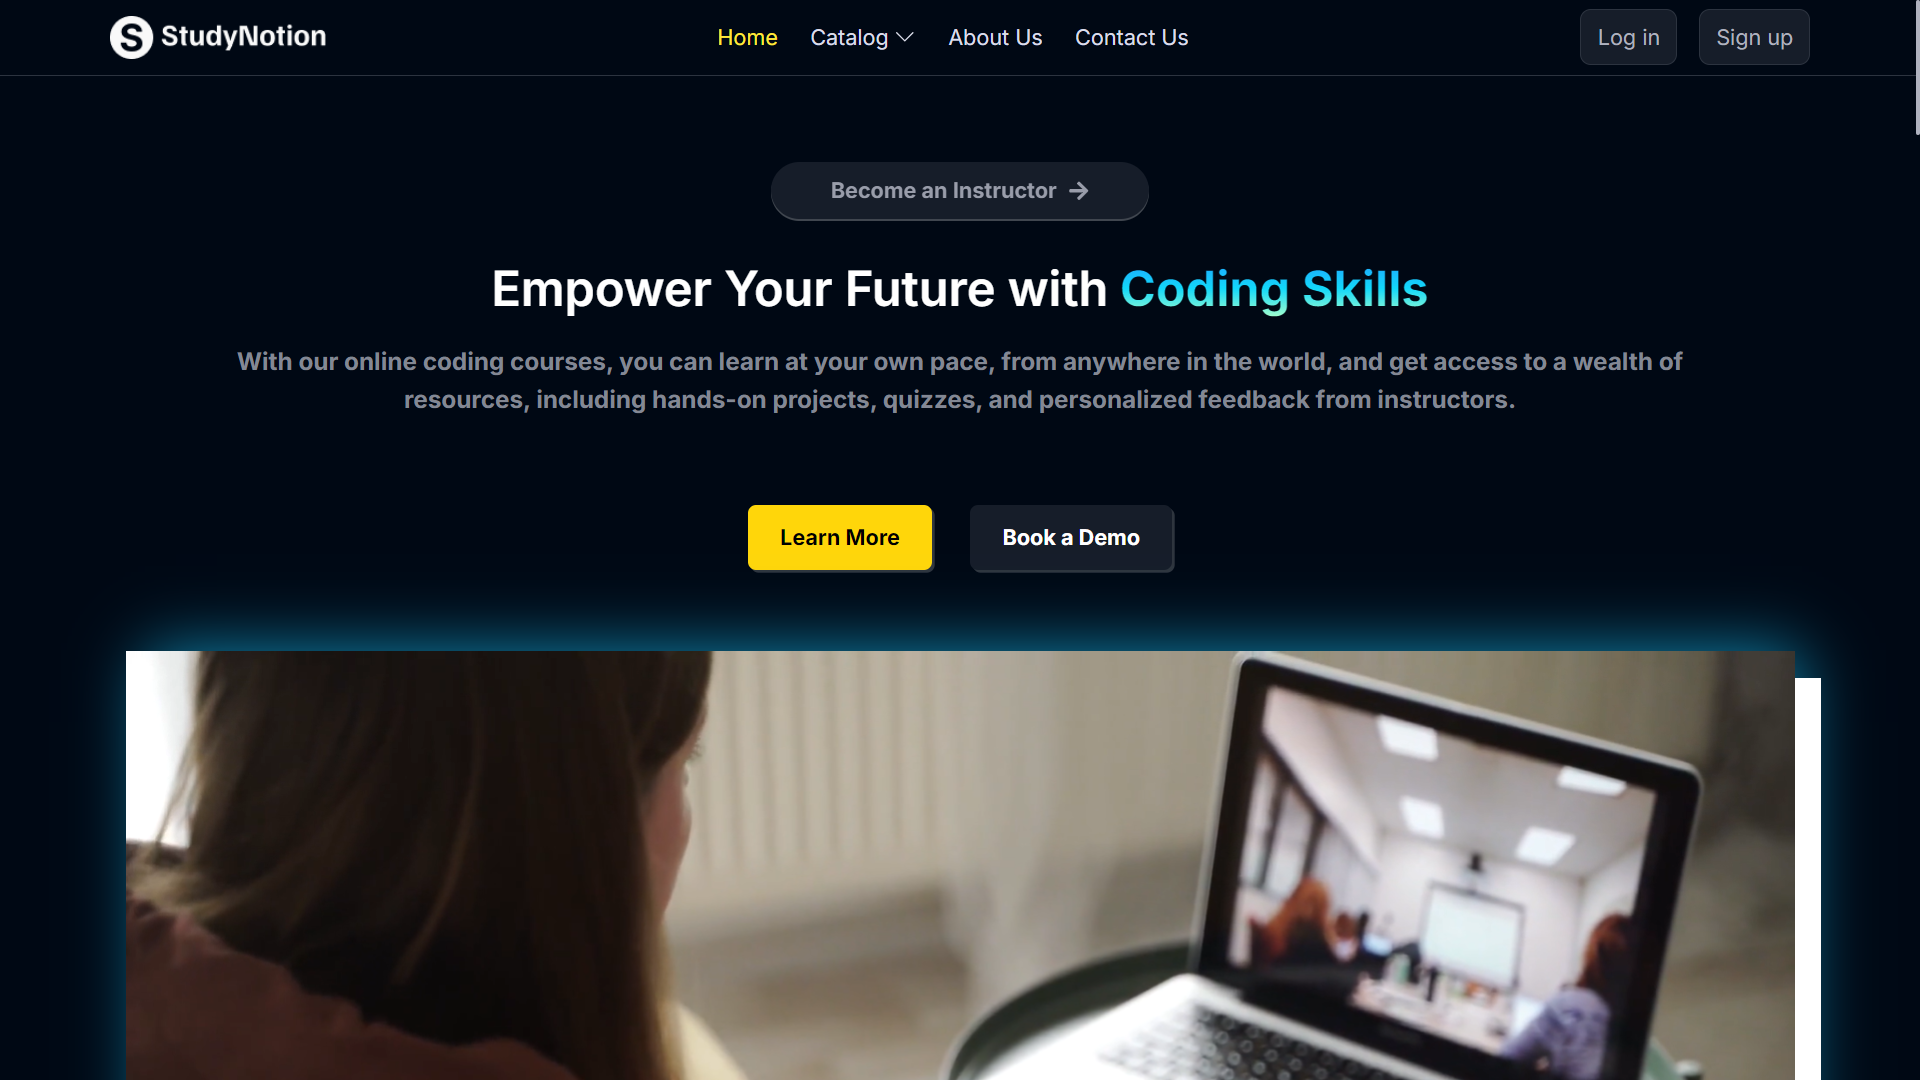 StudyNotion
Home
Catalog
About Us
Contact Us
Log in
Sign up
Become an Instructor
Empower Your Future with Coding Skills
With our online coding courses, you can learn at your own pace, from anywhere in the world, and get access to a wealth of
resources, including hands-on projects, quizzes, and personalized feedback from instructors.
Learn More
Book a Demo